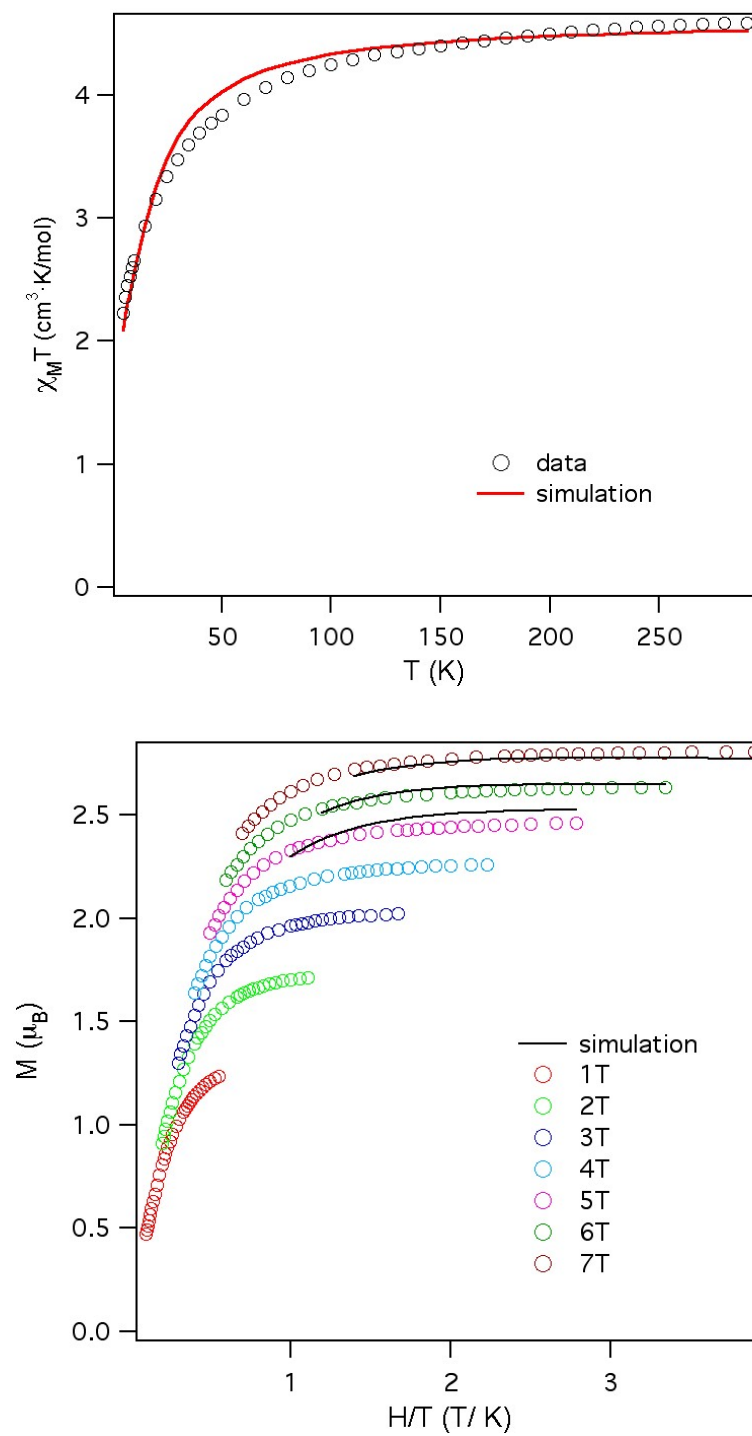 4
3
2
1
0
χMT (cm³·K/mol)
data
simulation
50 100 150 200 250
T (K)
2.5
2.0
1.5
1.0
0.5
0.0
M (μB)
simulation
1T
2T
3T
4T
5T
6T
7T
1 2 3
H/T (T/ K)